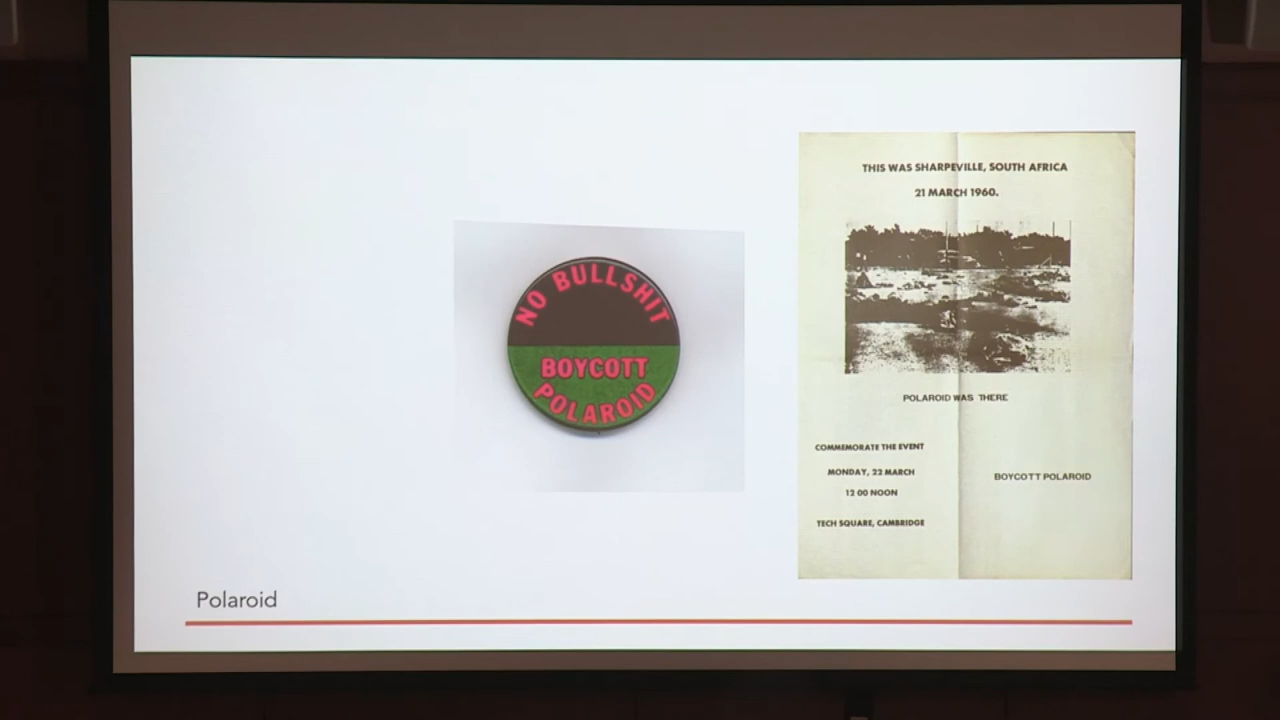 NO BULLSHIT
BOYCOTT
POLAROID
THIS WAS SHARPEVILLE, SOUTH AFRICA
21 MARCH 1960.
POLAROID WAS THERE
COMMEMORATE THE EVENT
MONDAY, 22 MARCH
12 00 NOON
TECH SQUARE, CAMBRIDGE
BOYCOTT POLAROID
Polaroid